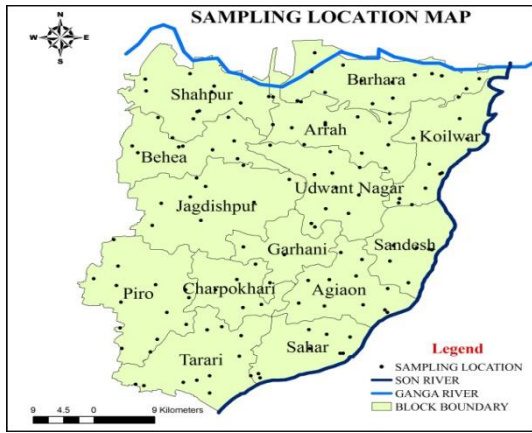 SAMPLING LOCATION MAP
N
W E
S
Barhara
Shahpur
Arrah
Koilwar
Behea
Udwant Nagar
Jagdishpur
Garhani
Sandesh
Piro
Charpokhari
Agiaon
Sahar
Tarari
Legend
SAMPLING LOCATION
SON RIVER
GANGA RIVER
BLOCK BOUNDARY
9 4.5 0 9 Kilometers